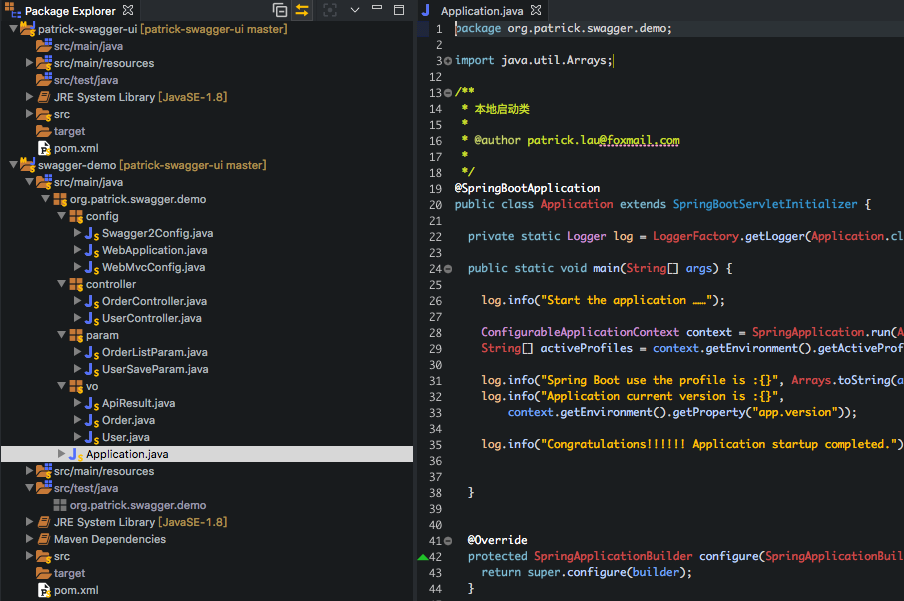 Package Explorer
patrick-swagger-ui [patrick-swagger-ui master]
src/main/java
src/main/resources
src/test/java
JRE System Library [JavaSE-1.8]
src
target
pom.xml
swagger-demo [patrick-swagger-ui master]
src/main/java
org.patrick.swagger.demo
config
Swagger2Config.java
WebApplication.java
WebMvcConfig.java
controller
OrderController.java
UserController.java
param
OrderListParam.java
UserSaveParam.java
vo
ApiResult.java
Order.java
User.java
Application.java
src/main/resources
src/test/java
org.patrick.swagger.demo
JRE System Library [JavaSE-1.8]
Maven Dependencies
src
target
pom.xml
Application.java
1 package org.patrick.swagger.demo;
2
3 import java.util.Arrays;
12
13 /**
14 * 本地启动类
15 *
16 * @author patrick.lau@foxmail.com
17 *
18 */
19 @SpringBootApplication
20 public class Application extends SpringBootServletInitializer {
21
22 private static Logger log = LoggerFactory.getLogger(Application.cl
23
24 public static void main(String[] args) {
25
26 log.info("Start the application ……");
27
28 ConfigurableApplicationContext context = SpringApplication.run(A
29 String[] activeProfiles = context.getEnvironment().getActiveProf
30
31 log.info("Spring Boot use the profile is :{}", Arrays.toString(a
32 log.info("Application current version is :{}",
33 context.getEnvironment().getProperty("app.version"));
34
35 log.info("Congratulations!!!!!! Application startup completed.")
36
37
38 }
39
40
41 @Override
42 protected SpringApplicationBuilder configure(SpringApplicationBuil
43 return super.configure(builder);
44 }